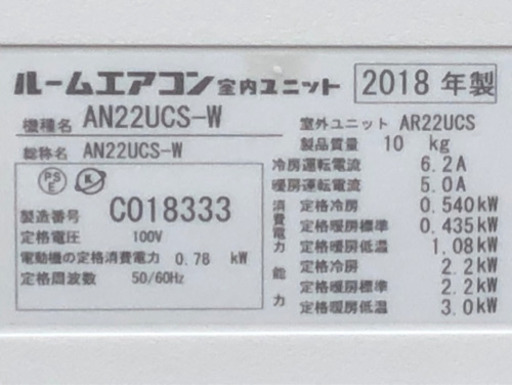 ルームエアコン 室内ユニット 2018 年製
機種名 AN22UCS-W
室外ユニット AR22UCS
総称名 AN22UCS-W
製品質量 10 kg
冷房運転電流 6.2A
暖房運転電流 5.0A
PS
E
製造番号 C018333
定格電圧 100V
電動機の定格消費電力 0.78 kW
定格周波数 50/60Hz
消費電力
定格冷房 0.540kW
定格暖房標準 0.435kW
定格暖房低温 1.08kW
能力
定格冷房 2.2kW
定格暖房標準 2.2kW
定格暖房低温 3.0kW